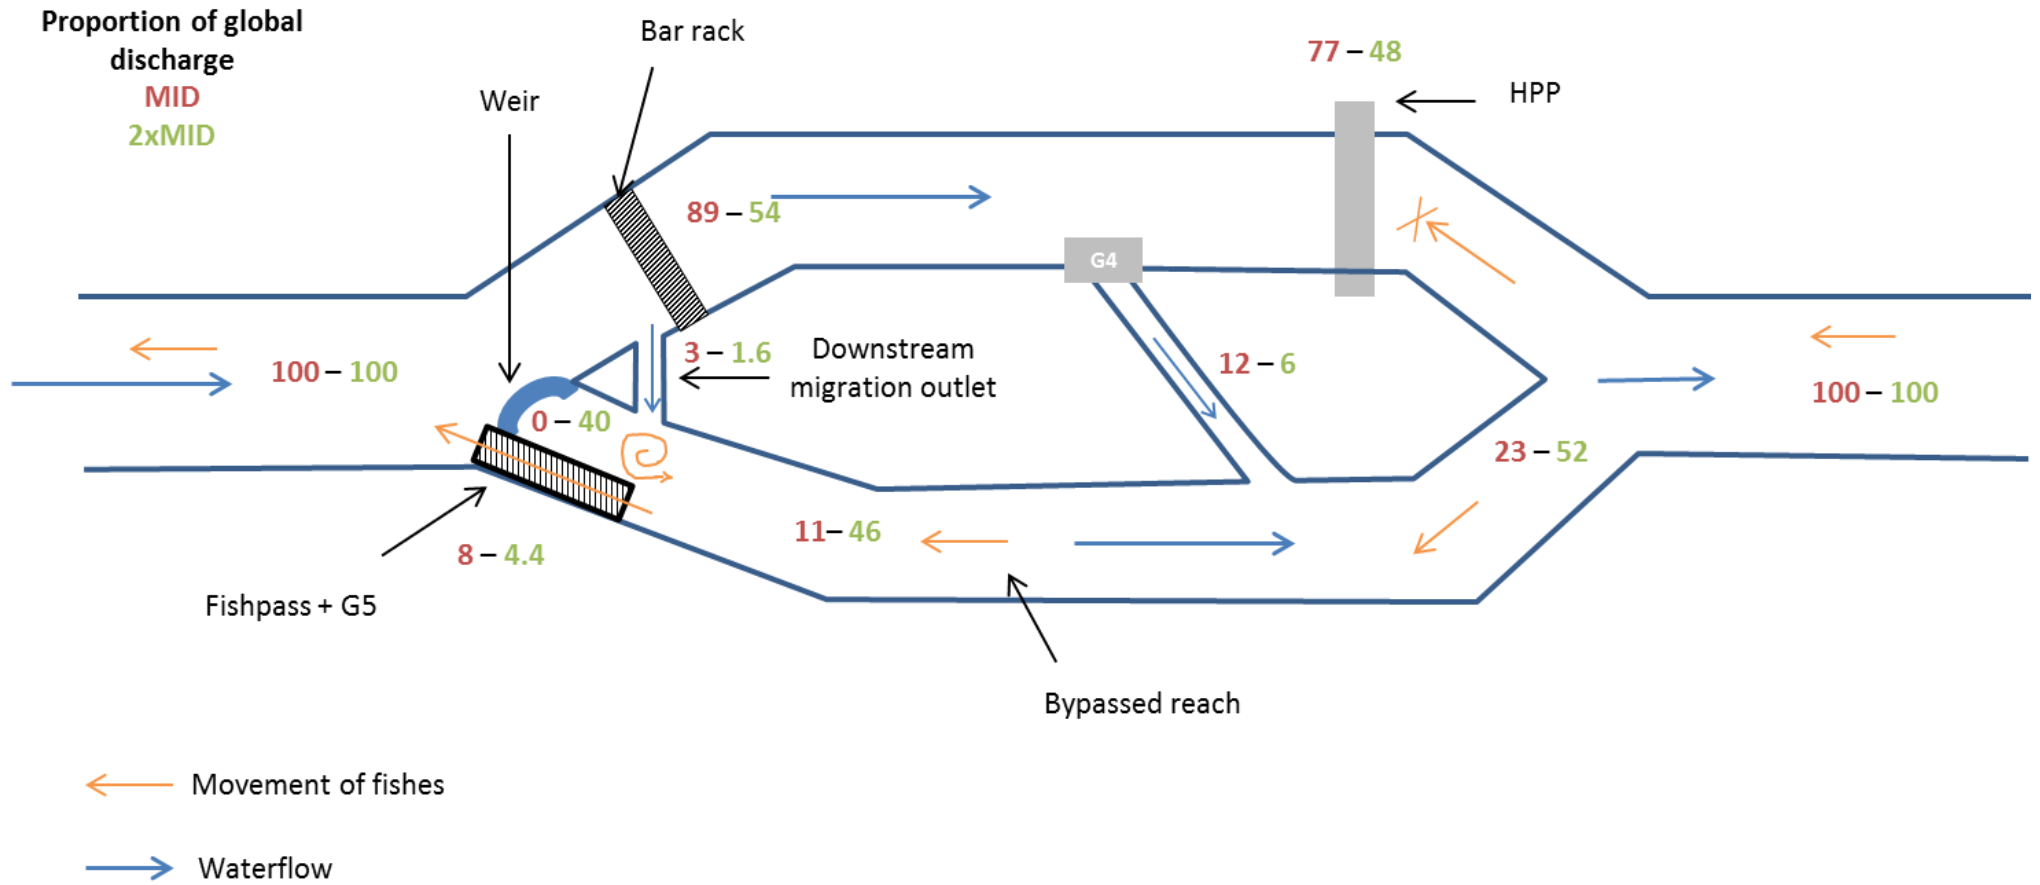 Proportion of global
discharge
MID
2xMID
Bar rack
Weir
77 – 48
HPP
89 – 54
G4
3 – 1.6
Downstream
migration outlet
12 – 6
100 – 100
100 – 100
0 – 40
23 – 52
11– 46
8 – 4.4
Fishpass + G5
Bypassed reach
Movement of fishes
Waterflow